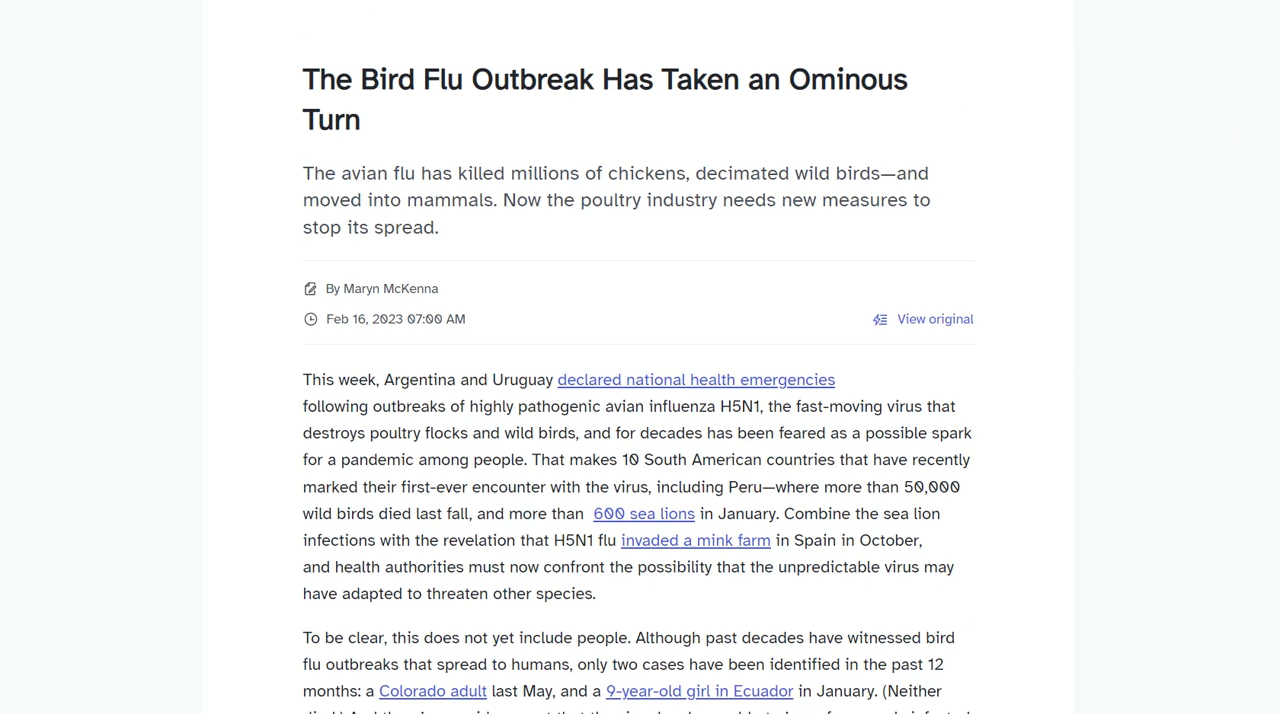 The Bird Flu Outbreak Has Taken an Ominous
Turn
The avian flu has killed millions of chickens, decimated wild birds—and
moved into mammals. Now the poultry industry needs new measures to
stop its spread.
By Maryn McKenna
Feb 16, 2023 07:00 AM
View original
This week, Argentina and Uruguay declared national health emergencies
following outbreaks of highly pathogenic avian influenza H5N1, the fast-moving virus that
destroys poultry flocks and wild birds, and for decades has been feared as a possible spark
for a pandemic among people. That makes 10 South American countries that have recently
marked their first-ever encounter with the virus, including Peru—where more than 50,000
wild birds died last fall, and more than 600 sea lions in January. Combine the sea lion
infections with the revelation that H5N1 flu invaded a mink farm in Spain in October,
and health authorities must now confront the possibility that the unpredictable virus may
have adapted to threaten other species.
To be clear, this does not yet include people. Although past decades have witnessed bird
flu outbreaks that spread to humans, only two cases have been identified in the past 12
months: a Colorado adult last May, and a 9-year-old girl in Ecuador in January. (Neither